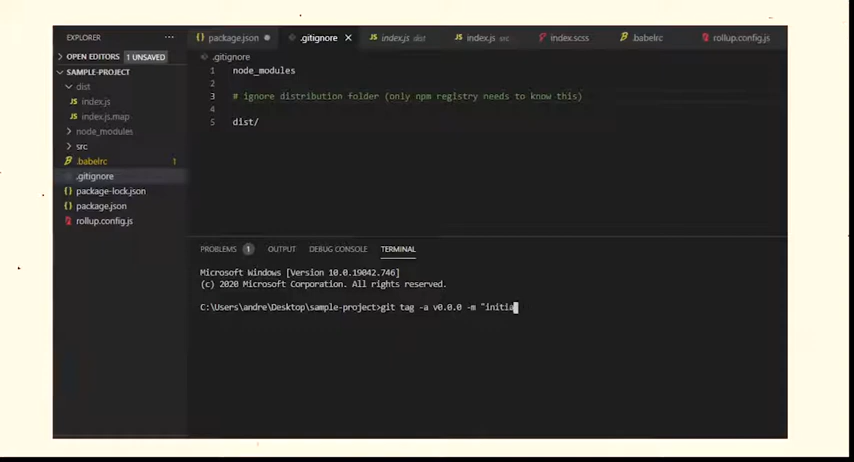 EXPLORER ...
package.json
.gitignore
index.js dist
index.js src
index.scss
.babelrc
rollup.config.js
OPEN EDITORS 1 UNSAVED
SAMPLE-PROJECT
dist
index.js
index.js.map
node_modules
src
.babelrc 1
.gitignore
package-lock.json
package.json
rollup.config.js
.gitignore
1 node_modules
2
3 # ignore distribution folder (only npm registry needs to know this)
4
5 dist/
PROBLEMS 1 OUTPUT DEBUG CONSOLE TERMINAL
Microsoft Windows [Version 10.0.19042.746]
(c) 2020 Microsoft Corporation. All rights reserved.
C:\Users\andre\Desktop\sample-project>git tag -a v0.0.0 -m "initia